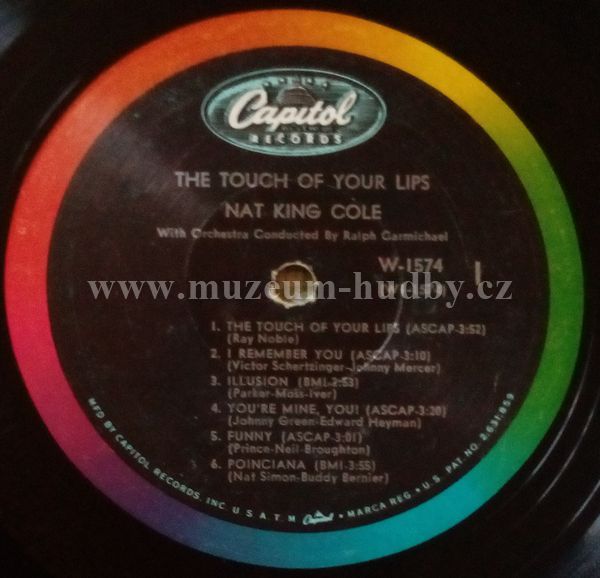 Capitol
RECORDS
THE TOUCH OF YOUR LIPS
NAT KING COLE
With Orchestra Conducted By Ralph Carmichael
W-1574
1
www.muzeum-hudby.cz
1. THE TOUCH OF YOUR LIPS (ASCAP-3:52)
(Ray Noble)
2. I REMEMBER YOU (ASCAP-3:10)
(Victor Schertzinger-Johnny Mercer)
3. ILLUSION (BMI-2:53)
(Parker-Moss-Iver)
4. YOU'RE MINE, YOU! (ASCAP-3:20)
(Johnny Green-Edward Heyman)
5. FUNNY (ASCAP-3:01)
(Prince-Neil-Broughton)
6. POINCIANA (BMI-3:55)
(Nat Simon-Buddy Bernier)
MFD BY CAPITOL RECORDS, INC. U S A. T. M. Capitol • MARCA REG. • U.S. PAT. NO. 2,631,859